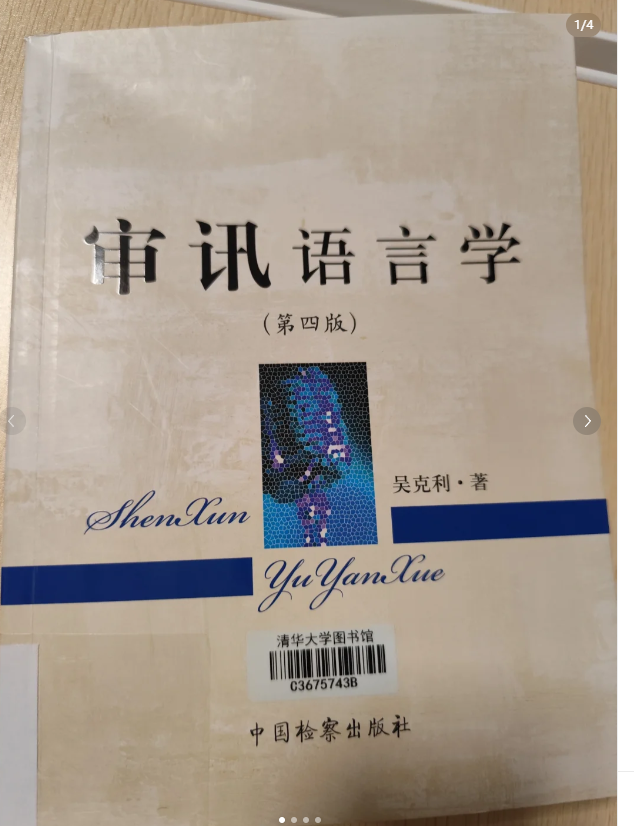 1/4
审讯语言学
(第四版)
吴克利·著
ShenXun
YuYanXue
清华大学图书馆
C3675743B
中国检察出版社